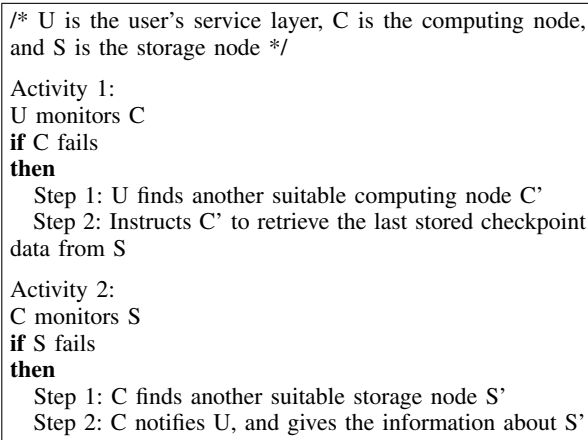 /* U is the user's service layer, C is the computing node,
and S is the storage node */
Activity 1:
U monitors C
if C fails
then
Step 1: U finds another suitable computing node C'
Step 2: Instructs C' to retrieve the last stored checkpoint
data from S
Activity 2:
C monitors S
if S fails
then
Step 1: C finds another suitable storage node S'
Step 2: C notifies U, and gives the information about S'